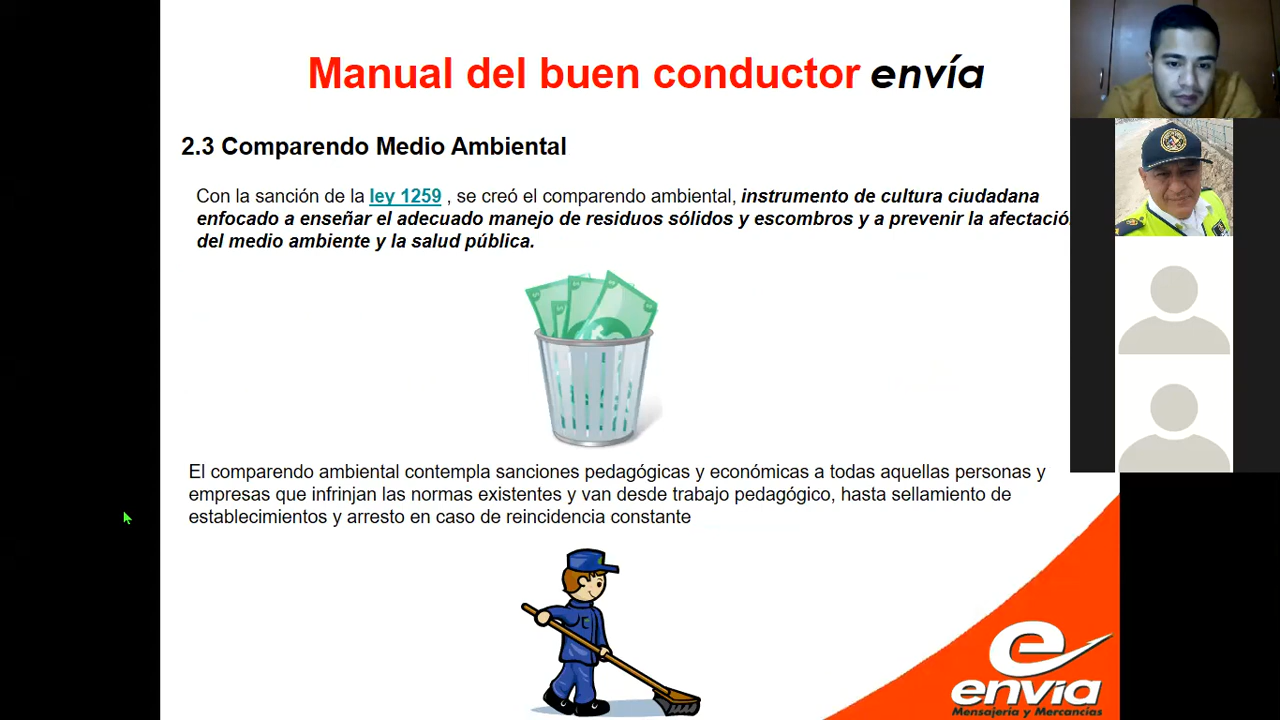 Manual del buen conductor envía
2.3 Comparendo Medio Ambiental
Con la sanción de la ley 1259 , se creó el comparendo ambiental, instrumento de cultura ciudadana
enfocado a enseñar el adecuado manejo de residuos sólidos y escombros y a prevenir la afectació
del medio ambiente y la salud pública.
El comparendo ambiental contempla sanciones pedagógicas y económicas a todas aquellas personas y
empresas que infrinjan las normas existentes y van desde trabajo pedagógico, hasta sellamiento de
establecimientos y arresto en caso de reincidencia constante
E
e
envía
Mensajería y Mercancías